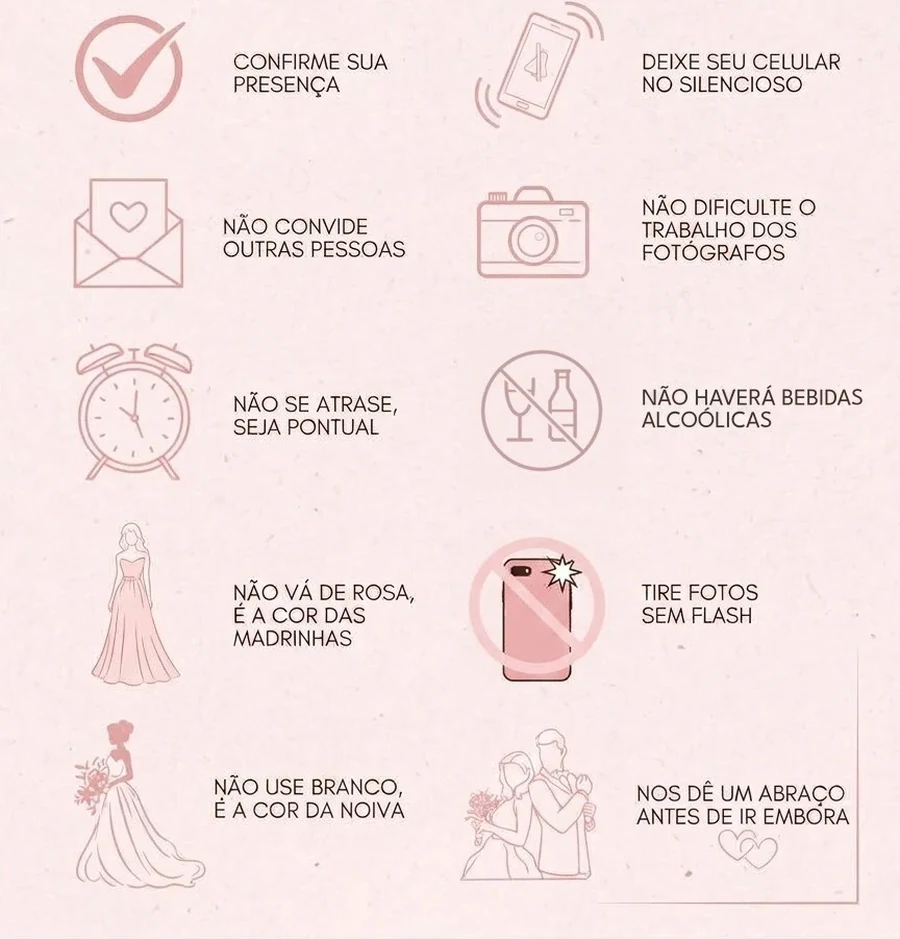 CONFIRME SUA
PRESENÇA
DEIXE SEU CELULAR
NO SILENCIOSO
NÃO CONVIDE
OUTRAS PESSOAS
NÃO DIFICULTE O
TRABALHO DOS
FOTÓGRAFOS
NÃO SE ATRASE,
SEJA PONTUAL
NÃO HAVERÁ BEBIDAS
ALCOÓLICAS
NÃO VÁ DE ROSA,
É A COR DAS
MADRINHAS
TIRE FOTOS
SEM FLASH
NÃO USE BRANCO,
É A COR DA NOIVA
NOS DÊ UM ABRAÇO
ANTES DE IR EMBORA